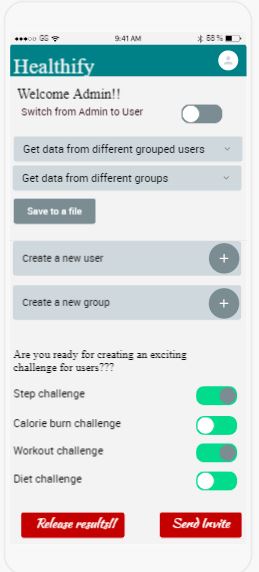 GS 9:41 AM 58 %
Healthify
Welcome Admin!!
Switch from Admin to User
Get data from different grouped users
Get data from different groups
Save to a file
Create a new user
+
Create a new group
+
Are you ready for creating an exciting
challenge for users???
Step challenge
Calorie burn challenge
Workout challenge
Diet challenge
Release results!! Send Invite